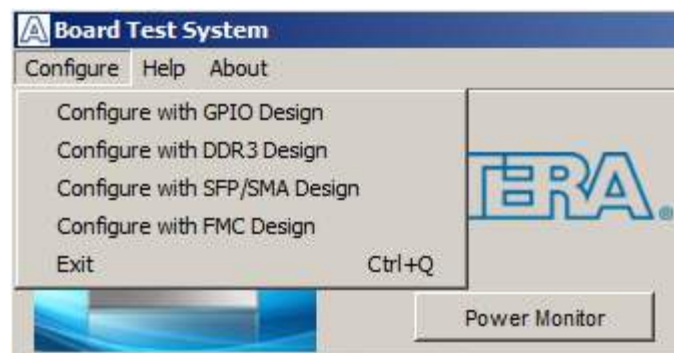 Board Test System
Configure Help About
Configure with GPIO Design
Configure with DDR3 Design
Configure with SFP/SMA Design
Configure with FMC Design
Exit Ctrl+Q
Power Monitor